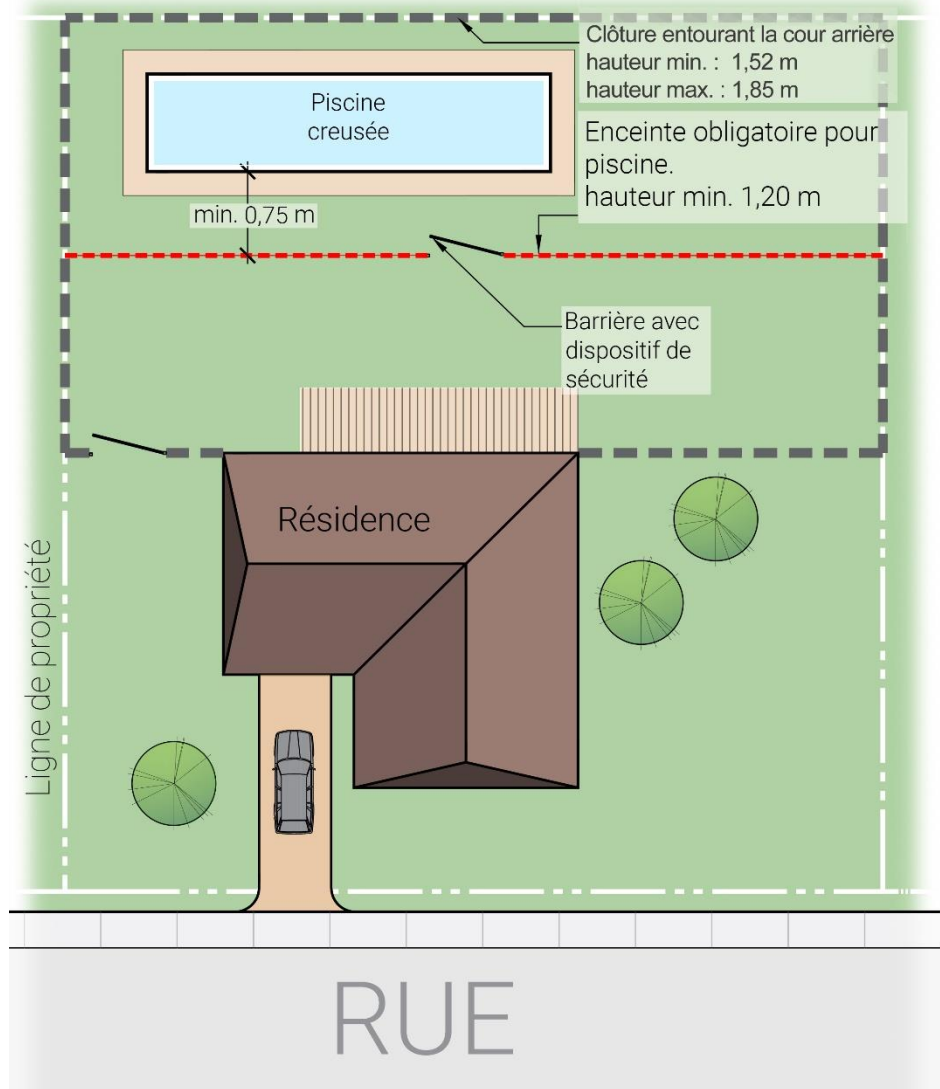 Clôture entourant la cour arrière
hauteur min. : 1,52 m
hauteur max. : 1,85 m
Piscine
creusée
Enceinte obligatoire pour
piscine.
hauteur min. 1,20 m
min. 0,75 m
Barrière avec
dispositif de
sécurité
Résidence
Ligne de propriété
RUE